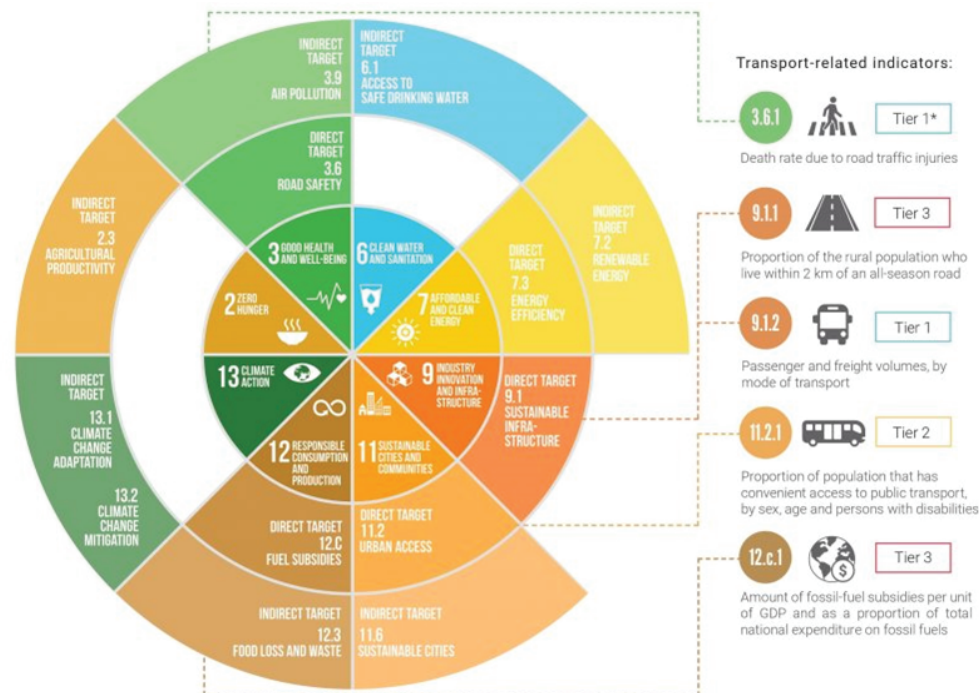 INDIRECT
TARGET
3.9
AIR POLLUTION
INDIRECT
TARGET
6.1
ACCESS TO
SAFE DRINKING WATER
DIRECT
TARGET
3.6
ROAD SAFETY
INDIRECT
TARGET
2.3
AGRICULTURAL
PRODUCTIVITY
INDIRECT
TARGET
7.2
RENEWABLE
ENERGY
DIRECT
TARGET
7.3
ENERGY
EFFICIENCY
3 GOOD HEALTH
AND WELL-BEING
6 CLEAN WATER
AND SANITATION
2 ZERO
HUNGER
7 AFFORDABLE
AND CLEAN
ENERGY
13 CLIMATE
ACTION
9 INDUSTRY
INNOVATION
AND INFRA-
STRUCTURE
12 RESPONSIBLE
CONSUMPTION
AND
PRODUCTION
11 SUSTAINABLE
CITIES AND
COMMUNITIES
DIRECT TARGET
9.1
SUSTAINABLE
INFRA-
STRUCTURE
INDIRECT
TARGET
13.1
CLIMATE
CHANGE
ADAPTATION
13.2
CLIMATE
CHANGE
MITIGATION
DIRECT TARGET
12.C
FUEL SUBSIDIES
DIRECT TARGET
11.2
URBAN ACCESS
INDIRECT TARGET
12.3
FOOD LOSS AND WASTE
INDIRECT TARGET
11.6
SUSTAINABLE CITIES
Transport-related indicators:
3.6.1 Tier 1*
Death rate due to road traffic injuries
9.1.1 Tier 3
Proportion of the rural population who
live within 2 km of an all-season road
9.1.2 Tier 1
Passenger and freight volumes, by
mode of transport
11.2.1 Tier 2
Proportion of population that has
convenient access to public transport,
by sex, age and persons with disabilities
12.c.1 $ Tier 3
Amount of fossil-fuel subsidies per unit
of GDP and as a proportion of total
national expenditure on fossil fuels